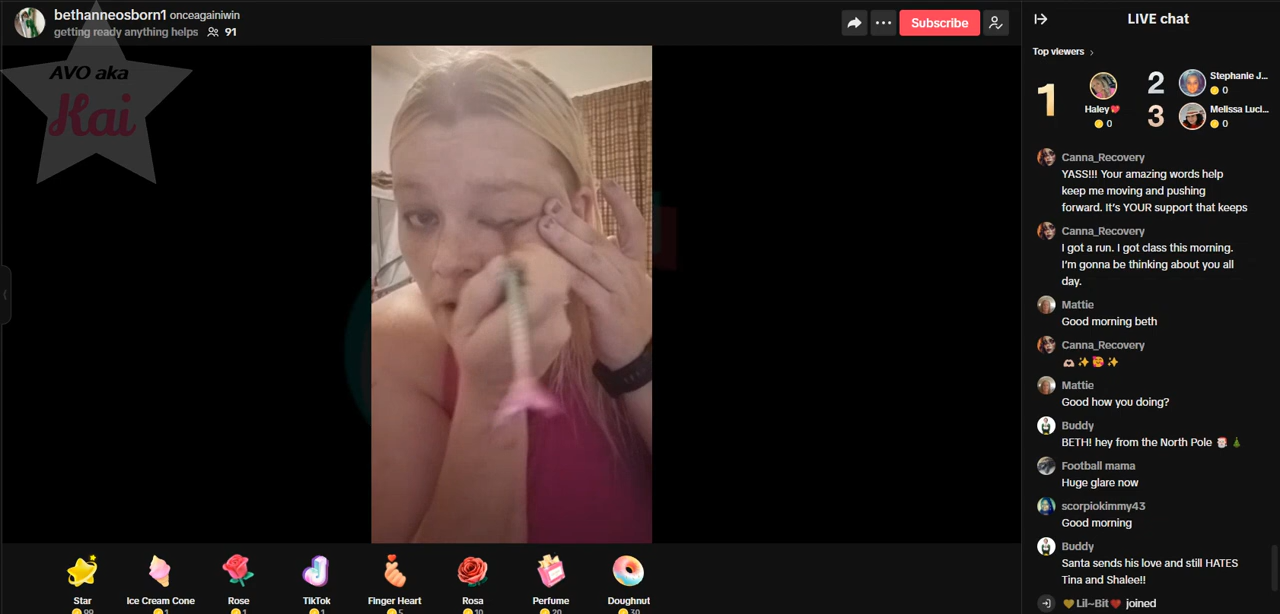 bethanneosborn1 onceagainiwin
getting ready anything helps 91
Subscribe
LIVE chat
AVO aka
Kai
Top viewers
1
Haley
0
2
Stephanie J...
0
3
Melissa Luci...
0
Canna_Recovery
YASS!!! Your amazing words help
keep me moving and pushing
forward. It's YOUR support that keeps
Canna_Recovery
I got a run. I got class this morning.
I'm gonna be thinking about you all
day.
Mattie
Good morning beth
Canna_Recovery
Mattie
Good how you doing?
Buddy
BETH! hey from the North Pole
Football mama
Huge glare now
scorpiokimmy43
Good morning
Buddy
Santa sends his love and still HATES
Tina and Shalee!!
Lil~Bit joined
Star Ice Cream Cone Rose TikTok Finger Heart Rosa Perfume Doughnut
99 1 1 1 5 10 20 30